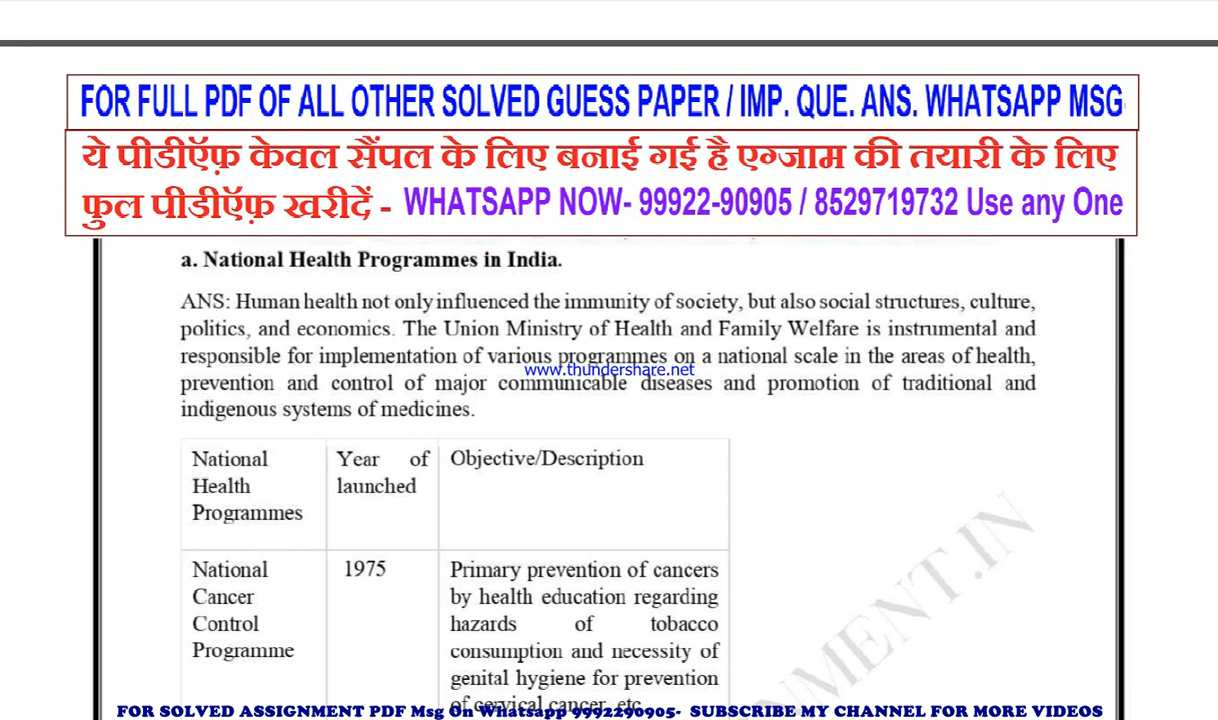 FOR FULL PDF OF ALL OTHER SOLVED GUESS PAPER / IMP. QUE. ANS. WHATSAPP MSG
ये पीडीऍफ़ केवल सैंपल के लिए बनाई गई है एग्जाम की तयारी के लिए
फुल पीडीऍफ़ खरीदें - WHATSAPP NOW- 99922-90905 / 8529719732 Use any One
a. National Health Programmes in India.
ANS: Human health not only influenced the immunity of society, but also social structures, culture,
politics, and economics. The Union Ministry of Health and Family Welfare is instrumental and
responsible for implementation of various programmes on a national scale in the areas of health,
www.thundershare.net
prevention and control of major communicable diseases and promotion of traditional and
indigenous systems of medicines.
National Health Programmes
Year of launched
Objective/Description
National Cancer Control Programme
1975
Primary prevention of cancers
by health education regarding
hazards of tobacco
consumption and necessity of
genital hygiene for prevention
of cervical cancer, etc
FOR SOLVED ASSIGNMENT PDF Msg On Whatsapp 9992290905- SUBSCRIBE MY CHANNEL FOR MORE VIDEOS